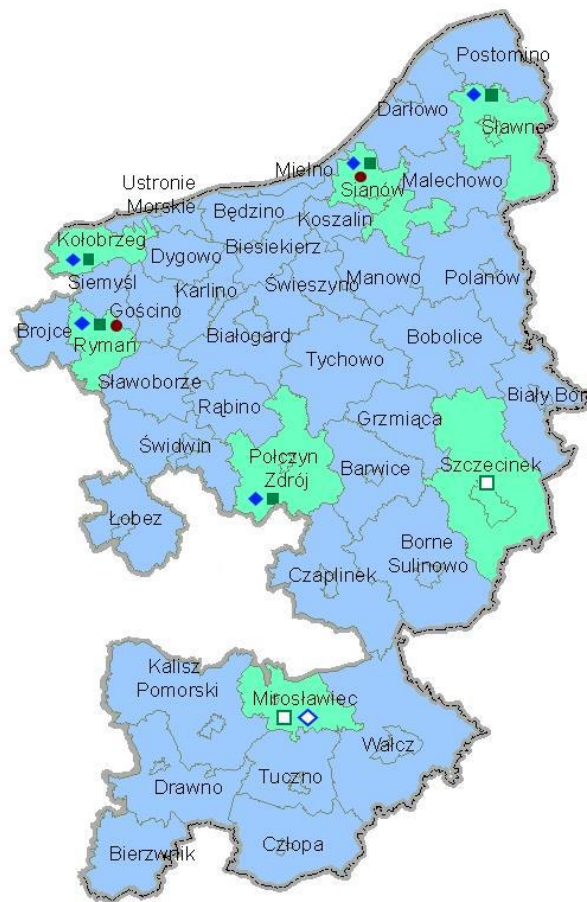 Postomino
Darłowo
Sławno
Mielno
Sianów
Malechowo
Ustronie
Morskie
Będzino
Koszalin
Kołobrzeg
Dygowo
Biesiekierz
Świeszyno
Manowo
Polanów
Siemyśl
Gościno
Karlino
Brojce
Rymań
Białogard
Bobolice
Tychowo
Sławoborze
Rąbino
Grzmiąca
Biały Bór
Świdwin
Połczyn
Zdrój
Barwice
Szczecinek
Łobez
Borne
Sulinowo
Czaplinek
Kalisz
Pomorski
Mirosławiec
Wałcz
Tuczno
Drawno
Człopa
Bierzwnik